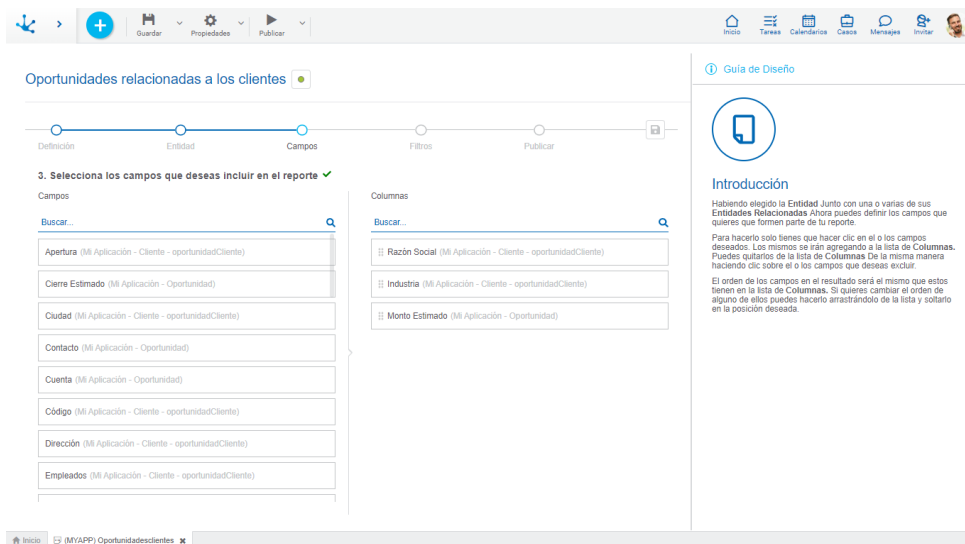 Guardar
Propiedades
Publicar
Inicio
Tareas
Calendarios
Casos
Mensajes
Invitar
Oportunidades relacionadas a los clientes
Definición
Entidad
Campos
Filtros
Publicar
3. Selecciona los campos que deseas incluir en el reporte
Campos
Buscar...
Apertura (Mi Aplicación - Cliente - oportunidadCliente)
Cierre Estimado (Mi Aplicación - Oportunidad)
Ciudad (Mi Aplicación - Cliente - oportunidadCliente)
Contacto (Mi Aplicación - Oportunidad)
Cuenta (Mi Aplicación - Oportunidad)
Código (Mi Aplicación - Cliente - oportunidadCliente)
Dirección (Mi Aplicación - Cliente - oportunidadCliente)
Empleados (Mi Aplicación - Cliente - oportunidadCliente)
Columnas
Buscar...
Razón Social (Mi Aplicación - Cliente - oportunidadCliente)
Industria (Mi Aplicación - Cliente - oportunidadCliente)
Monto Estimado (Mi Aplicación - Oportunidad)
Guía de Diseño
Introducción
Habiendo elegido la Entidad Junto con una o varias de sus
Entidades Relacionadas Ahora puedes definir los campos que
quieres que formen parte de tu reporte.
Para hacerlo solo tienes que hacer clic en el o los campos
deseados. Los mismos se irán agregando a la lista de Columnas.
Puedes quitarlos de la lista de Columnas De la misma manera
haciendo clic sobre el o los campos que deseas excluir.
El orden de los campos en el resultado será el mismo que estos
tienen en la lista de Columnas. Si quieres cambiar el orden de
alguno de ellos puedes hacerlo arrastrándolo de la lista y soltarlo
en la posición deseada.
Inicio
(MYAPP) Oportunidadesclientes